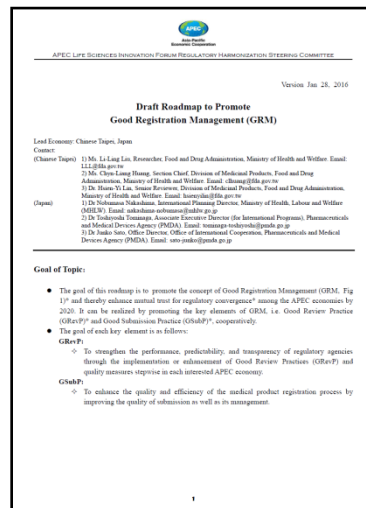 APEC
Asia-Pacific
Economic Cooperation
APEC LIFE SCIENCES INNOVATION FORUM REGULATORY HARMONIZATION STEERING COMMITTEE
Version Jan 28, 2016
Draft Roadmap to Promote
Good Registration Management (GRM)
Lead Economy: Chinese Taipei, Japan
Contact:
(Chinese Taipei) 1) Ms. Li-Ling Liu, Researcher, Food and Drug Administration, Ministry of Health and Welfare. Email:
LLL@fda.gov.tw
2) Ms. Chyn-Liang Huang, Section Chief, Division of Medicinal Products, Food and Drug
Administration, Ministry of Health and Welfare. Email: clhuang@fda.gov.tw
3) Dr. Hsien-Yi Lin, Senior Reviewer, Division of Medicinal Products, Food and Drug Administration,
Ministry of Health and Welfare. Email:
(Japan) 1) Dr Nobumasa Nakashima, International Planning Director, Ministry of Health, Labour and Welfare
(MHLW). Email: nakashima-nobumasa@mhlw.go.jp
2) Dr Toshiyoshi Tominaga, Associate Executive Director (for International Programs), Pharmaceuticals
and Medical Devices Agency (PMDA). Email: tominaga-toshiyoshi@pmda.go.jp
3) Dr Junko Sato, Office Director, Office of International Cooperation, Pharmaceuticals and Medical
Devices Agency (PMDA). Email: sato-junko@pmda.go.jp
Goal of Topic:
● The goal of this roadmap is to promote the concept of Good Registration Management (GRM, Fig
1)* and thereby enhance mutual trust for regulatory convergence* among the APEC economies by
2020. It can be realized by promoting the key elements of GRM, i.e. Good Review Practice
(GRevP)* and Good Submission Practice (GSubP)*, cooperatively.
● The goal of each key element is as follows:
GRevP:
✧ To strengthen the performance, predictability, and transparency of regulatory agencies
through the implementation or enhancement of Good Review Practices (GRevP) and
quality measures stepwise in each interested APEC economy.
GSubP:
✧ To enhance the quality and efficiency of the medical product registration process by
improving the quality of submission as well as its management.
1